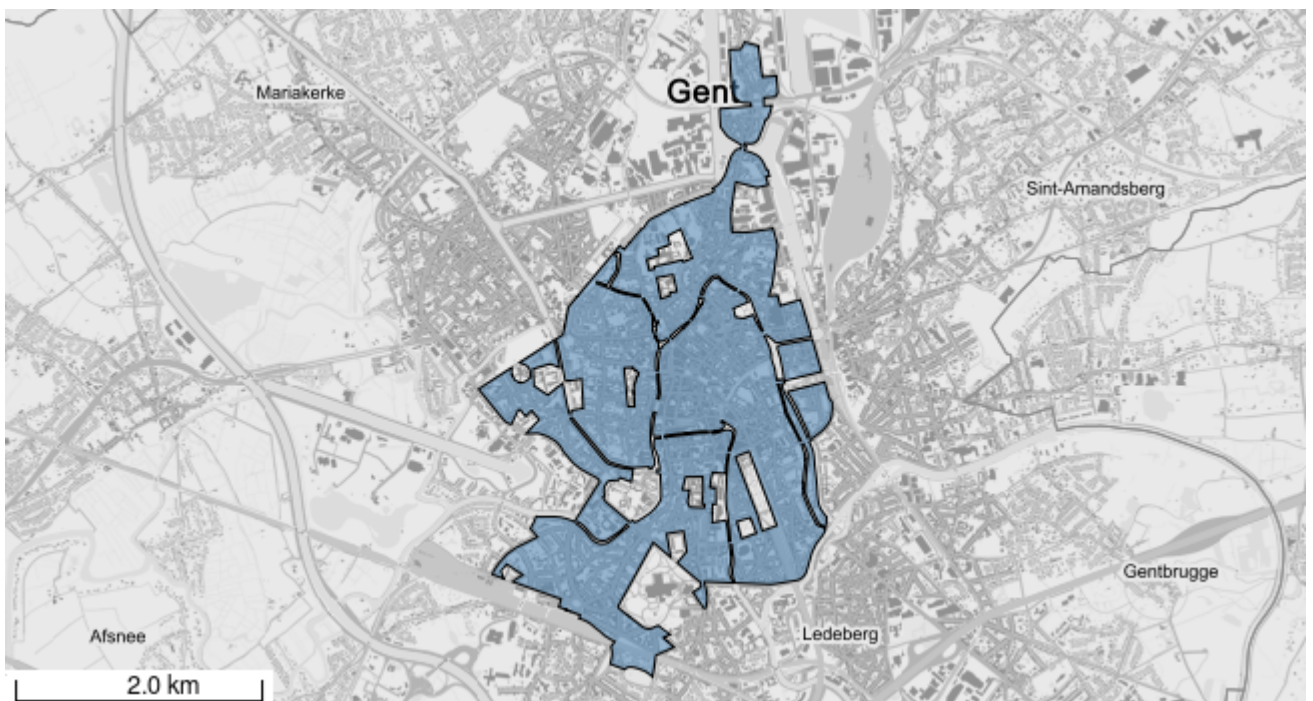 Mariakerke
Gent
Sint-Amandsberg
Gentbrugge
Afsnee
Ledeberg
2.0 km